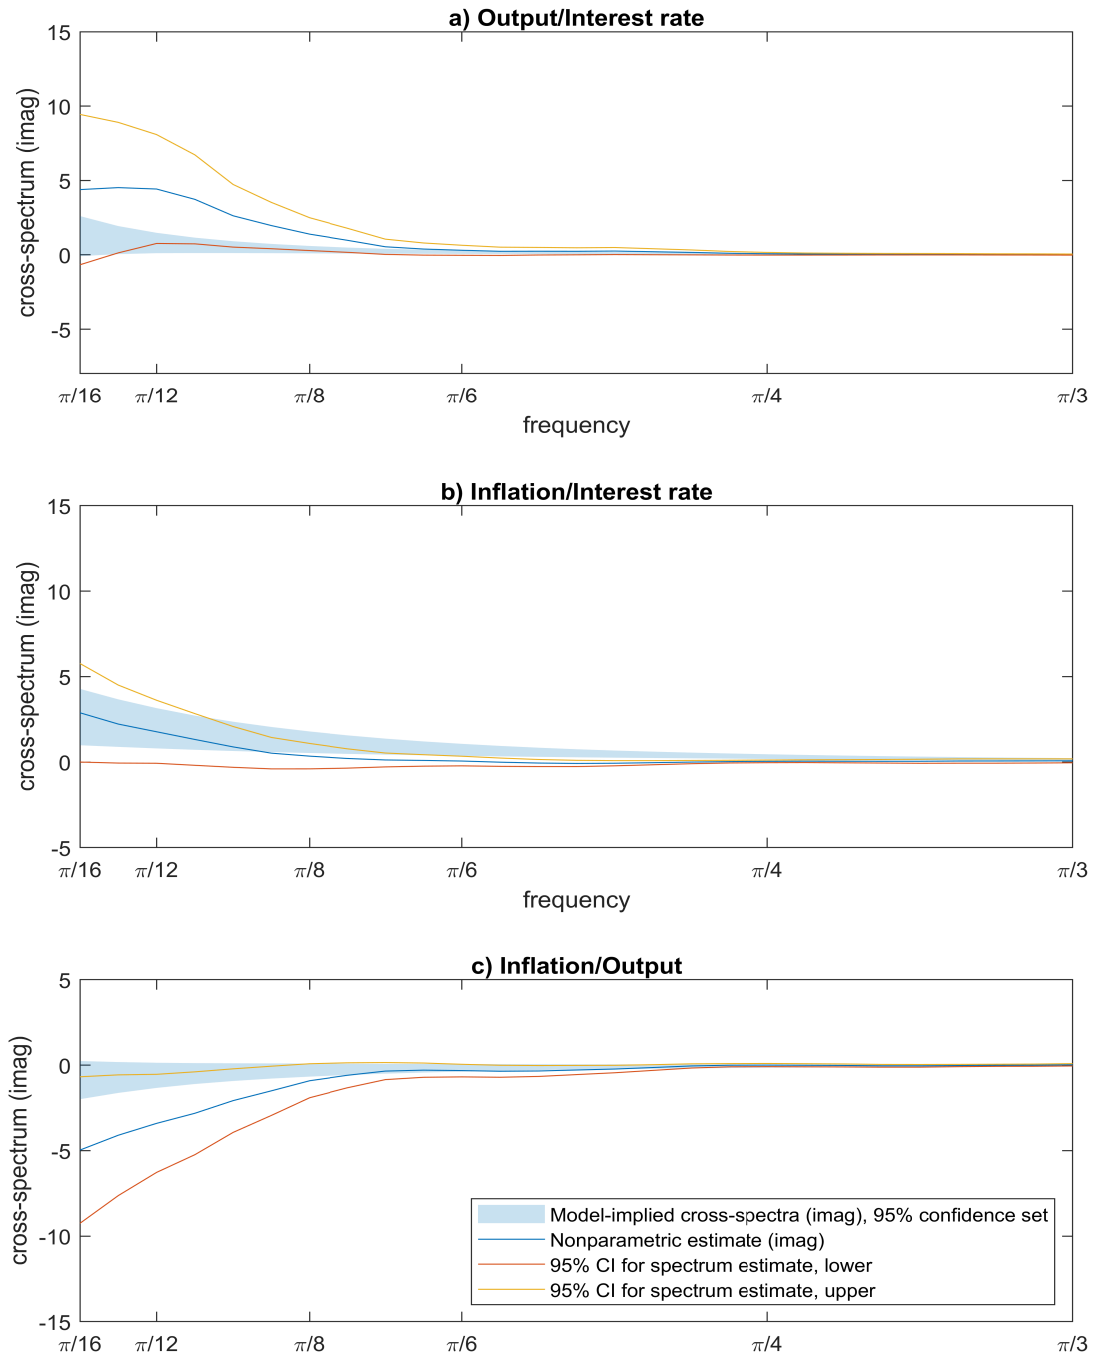 a) Output/Interest rate
15
10
5
0
-5
cross-spectrum (imag)
π/16 π/12 π/8 π/6 π/4 π/3
frequency
b) Inflation/Interest rate
15
10
5
0
-5
cross-spectrum (imag)
π/16 π/12 π/8 π/6 π/4 π/3
frequency
c) Inflation/Output
5
0
-5
-10
-15
cross-spectrum (imag)
Model-implied cross-spectra (imag), 95% confidence set
Nonparametric estimate (imag)
95% CI for spectrum estimate, lower
95% CI for spectrum estimate, upper
π/16 π/12 π/8 π/6 π/4 π/3